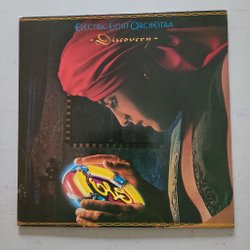 ELECTRIC LIGHT ORCHESTRA
- Discovery -